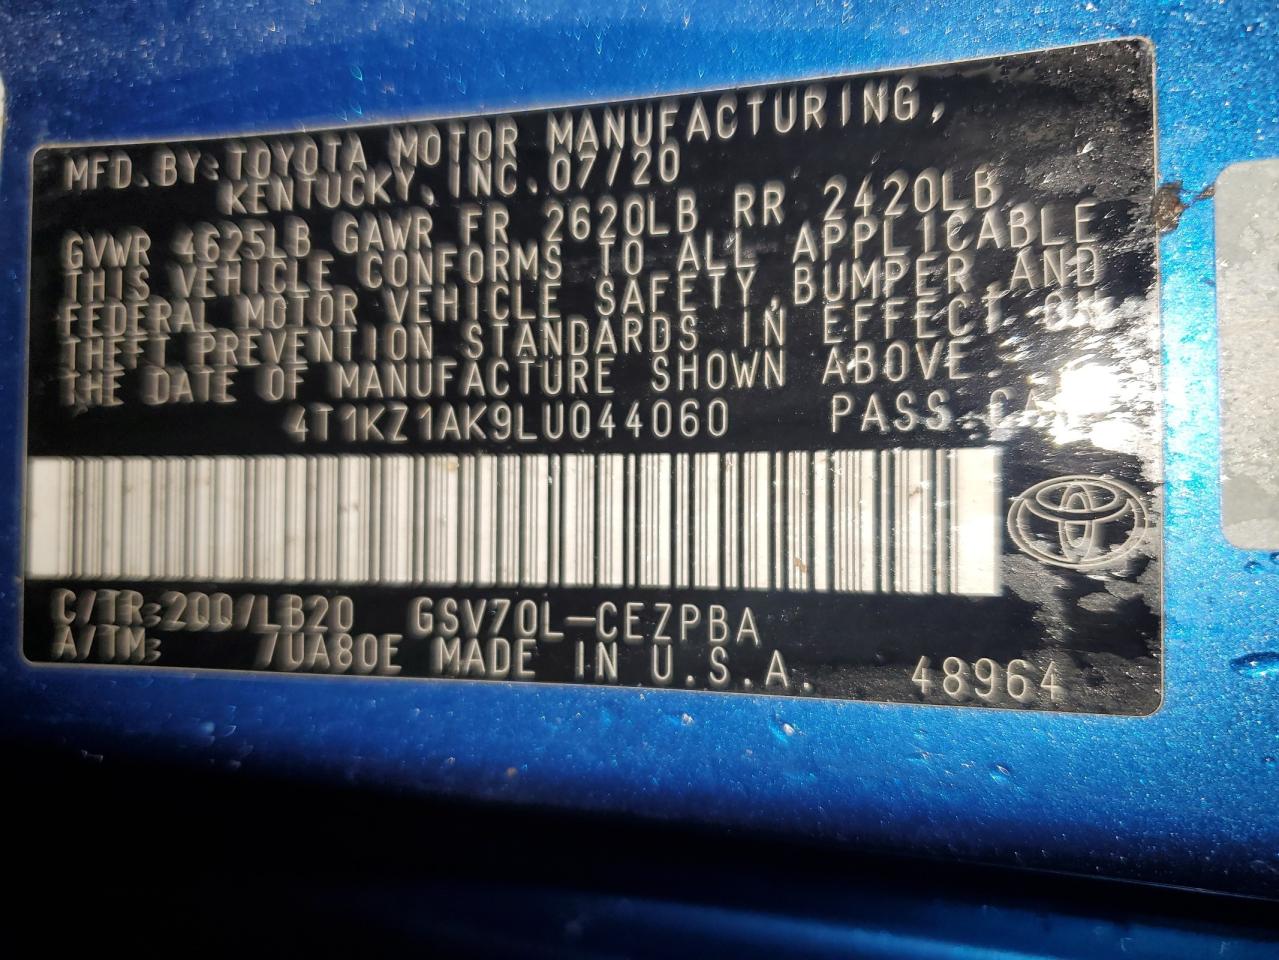 MFD. BY: TOYOTA MOTOR MANUFACTURING,
KENTUCKY, INC. 07/20
GVWR 4625LB GAWR FR 2620LB RR 2420LB
THIS VEHICLE CONFORMS TO ALL APPLICABLE
FEDERAL MOTOR VEHICLE SAFETY, BUMPER AND
THEFT PREVENTION STANDARDS IN EFFECT ON
THE DATE OF MANUFACTURE SHOWN ABOVE.
4T1KZ1AK9LU044060 PASS. CAR
C/TR: 2QQ/LB20 GSV70L-CEZPBA
A/TM: /UA80E MADE IN U.S.A. 48964